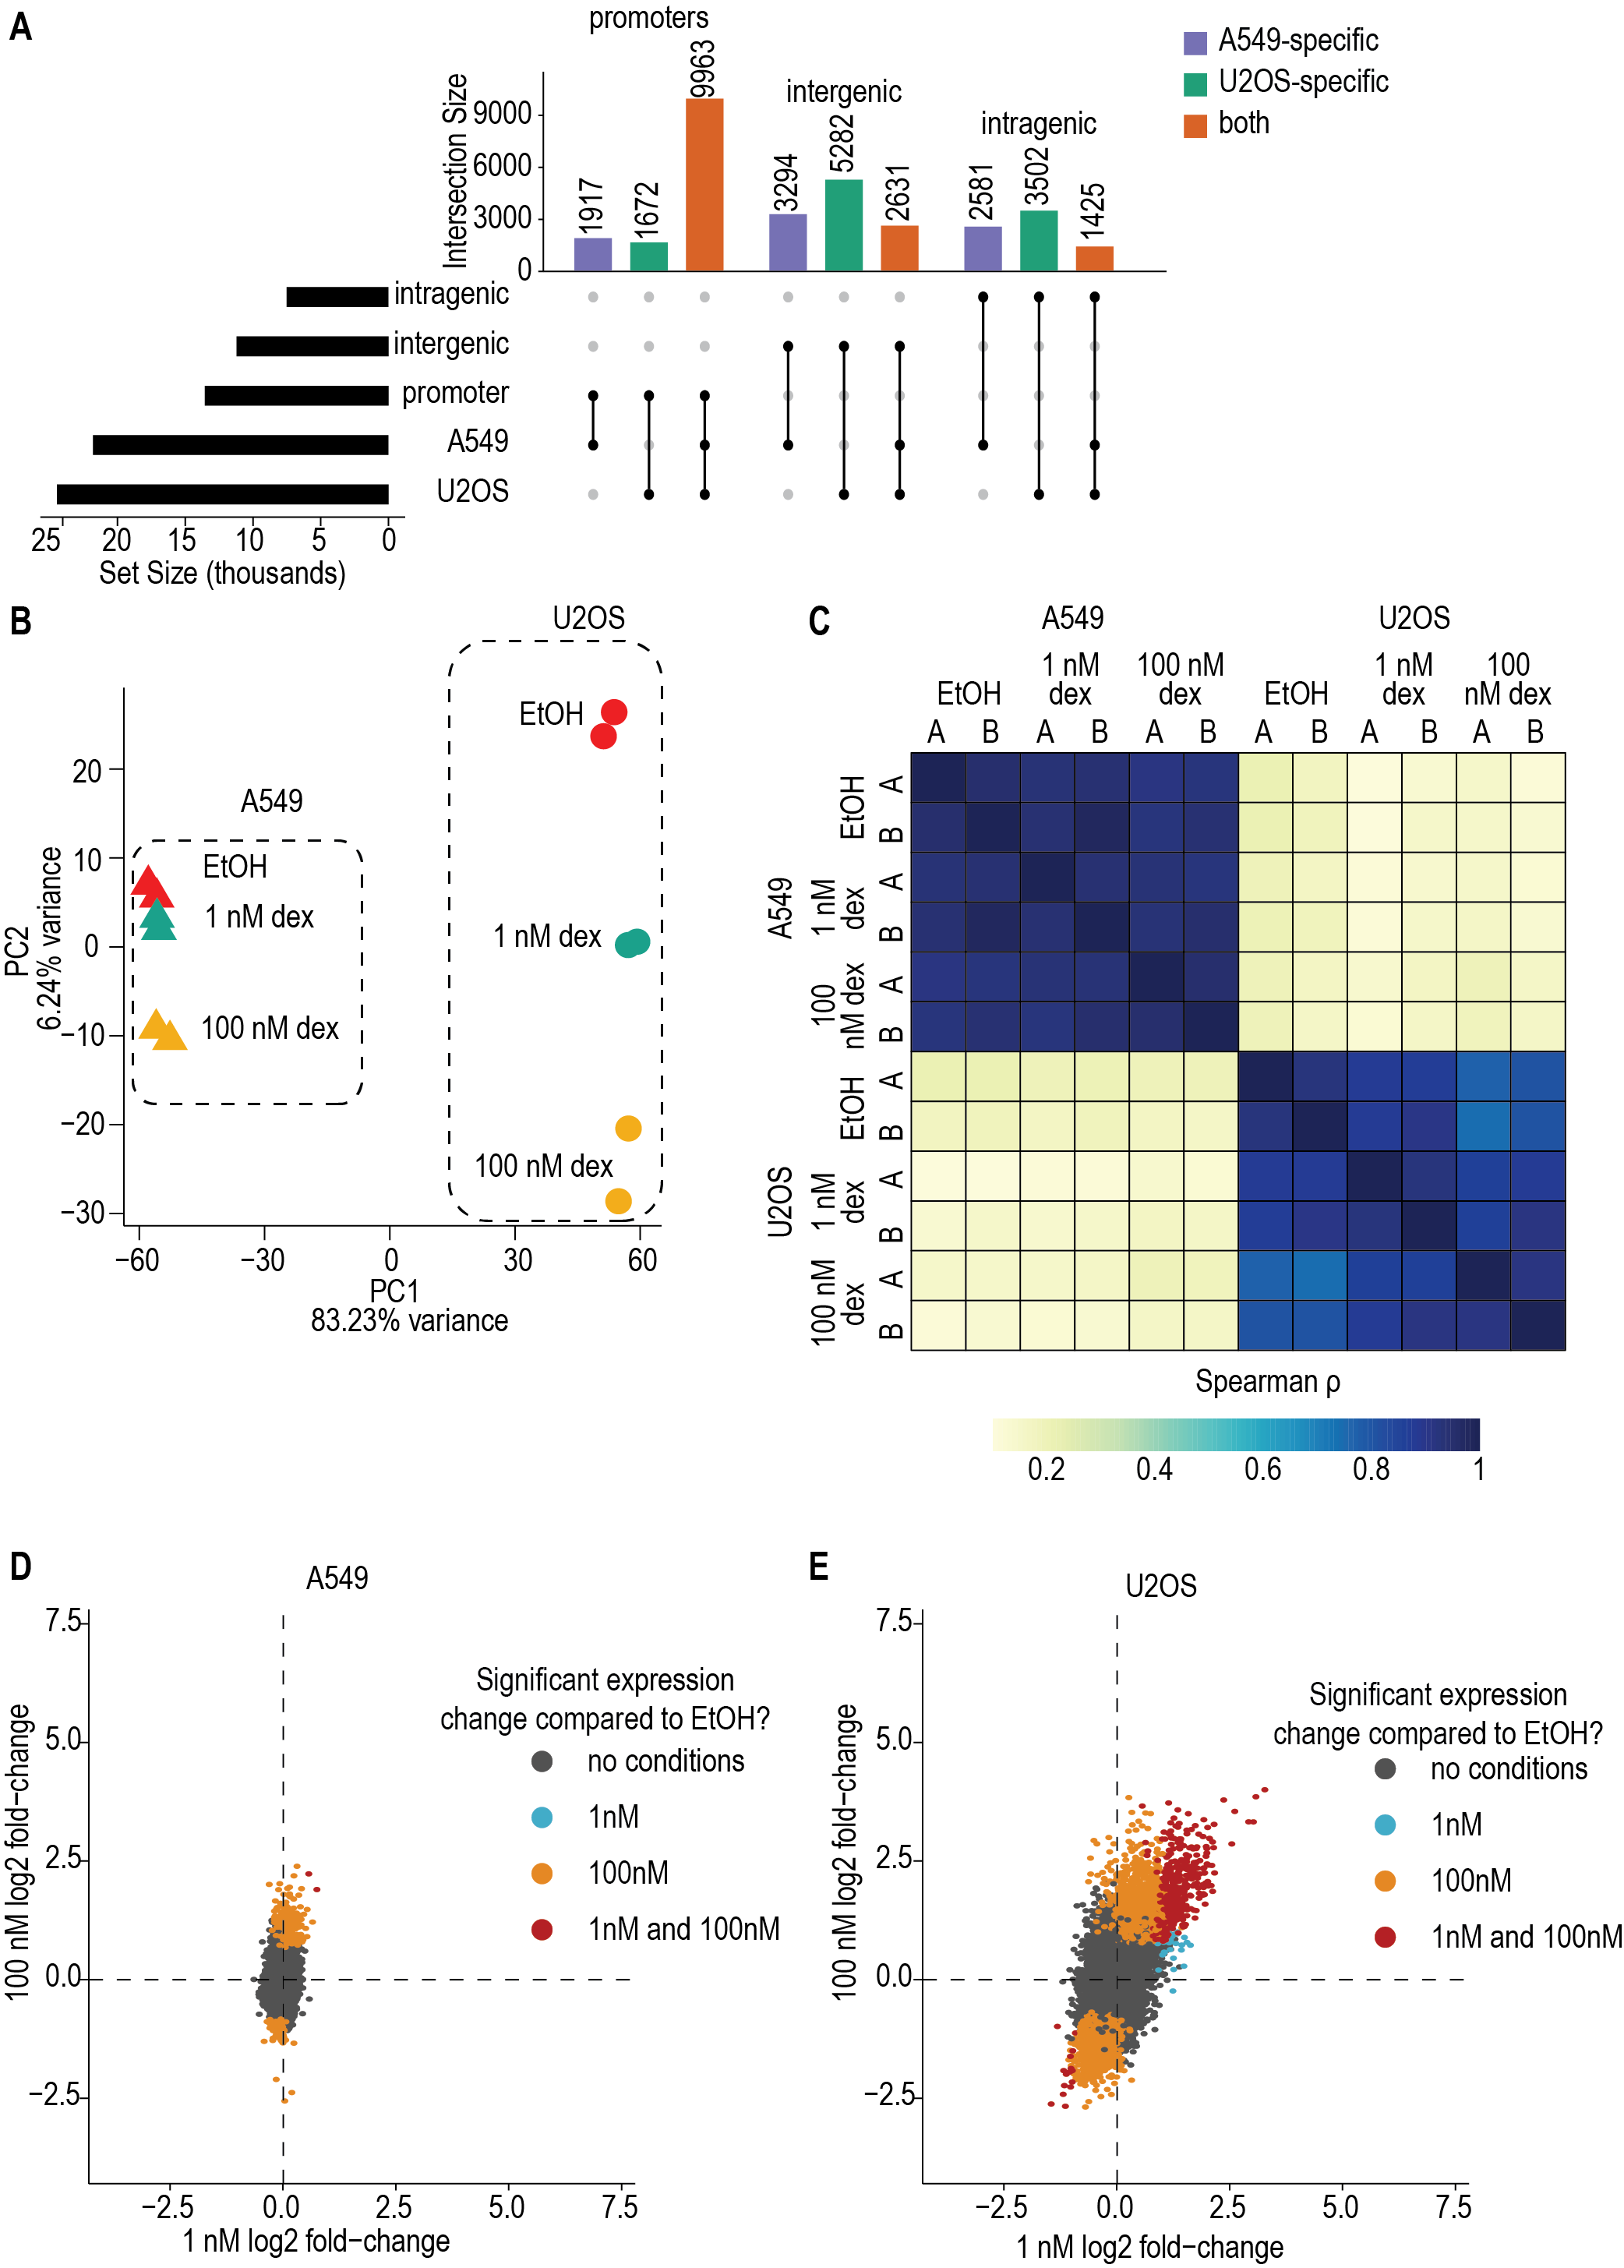 A
promoters
Intersection Size
9000
6000
3000
0
1917
1672
9963
intergenic
3294
5282
2631
intragenic
2581
3502
1425
A549-specific
U2OS-specific
both
intragenic
intergenic
promoter
A549
U2OS
25 20 15 10 5 0
Set Size (thousands)
B
U2OS
EtOH
1 nM dex
100 nM dex
A549
EtOH
1 nM dex
100 nM dex
PC2
6.24% variance
20
10
0
−10
−20
−30
−60 −30 0 30 60
PC1
83.23% variance
C
A549 U2OS
EtOH 1 nM dex 100 nM dex EtOH 1 nM dex 100 nM dex
A B A B A B A B A B A B
A549
EtOH
A
B
1 nM dex
A
B
100 nM dex
A
B
U2OS
EtOH
A
B
1 nM dex
A
B
100 nM dex
A
B
Spearman ρ
0.2 0.4 0.6 0.8 1
D
A549
100 nM log2 fold−change
7.5
5.0
2.5
0.0
−2.5
Significant expression
change compared to EtOH?
no conditions
1nM
100nM
1nM and 100nM
−2.5 0.0 2.5 5.0 7.5
1 nM log2 fold−change
E
U2OS
100 nM log2 fold−change
7.5
5.0
2.5
0.0
−2.5
Significant expression
change compared to EtOH?
no conditions
1nM
100nM
1nM and 100nM
−2.5 0.0 2.5 5.0 7.5
1 nM log2 fold−change